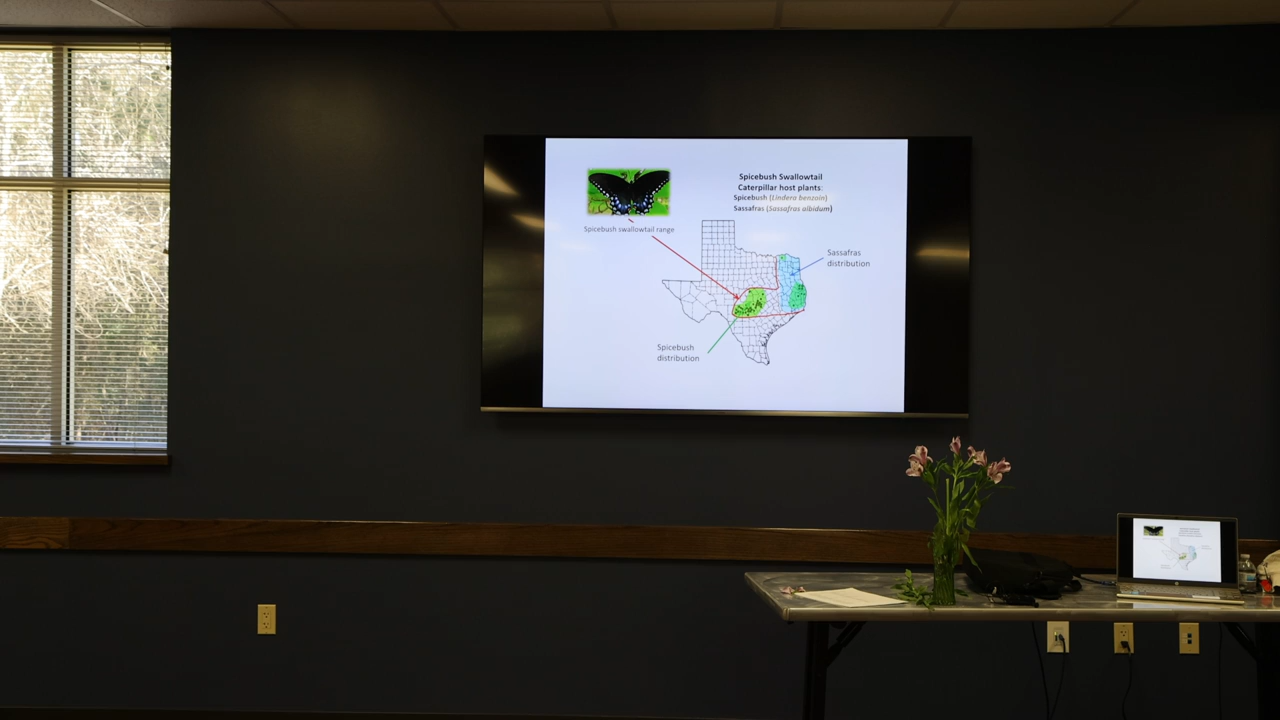 Spicebush Swallowtail
Caterpillar host plants:
Spicebush (Lindera benzoin)
Sassafras (Sassafras albidum)
Spicebush swallowtail range
Sassafras
distribution
Spicebush
distribution